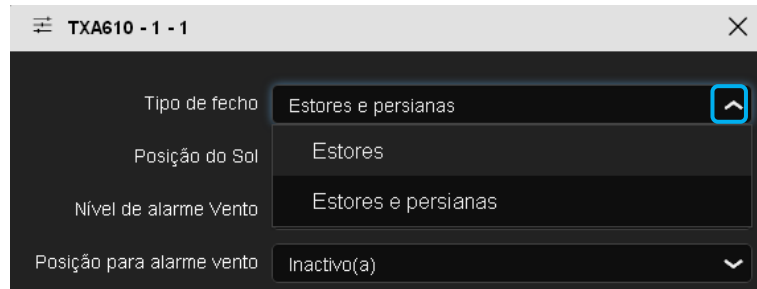 TXA610 - 1 - 1
Tipo de fecho Estores e persianas
Estores
Posição do Sol
Estores e persianas
Nível de alarme Vento
Posição para alarme vento Inactivo(a)